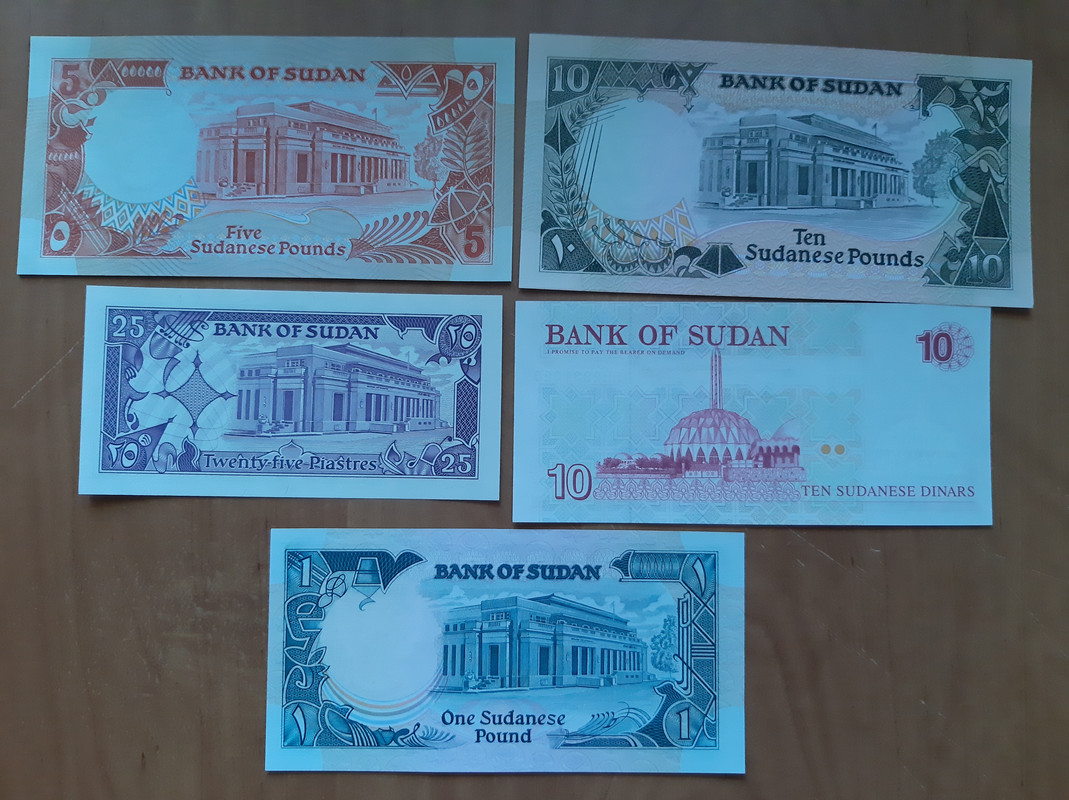 5
BANK OF SUDAN
٥
٥
Five
Sudanese Pounds
5
10
BANK OF SUDAN
١٠
١٠
Ten
Sudanese Pounds
10
25
BANK OF SUDAN
٢٥
٢٥
Twenty-five Piastres
25
BANK OF SUDAN
I PROMISE TO PAY THE BEARER ON DEMAND
10
10
TEN SUDANESE DINARS
1
BANK OF SUDAN
١
١
One Sudanese
Pound
1